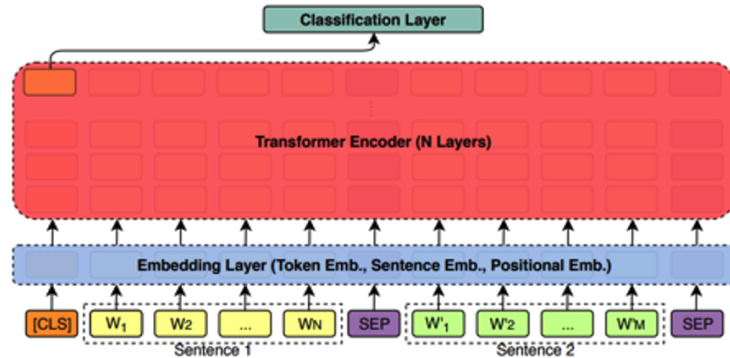 Classification Layer
Transformer Encoder (N Layers)
Embedding Layer (Token Emb., Sentence Emb., Positional Emb.)
[CLS] W1 W2 ... WN SEP W'1 W'2 ... W'M SEP
Sentence 1 Sentence 2